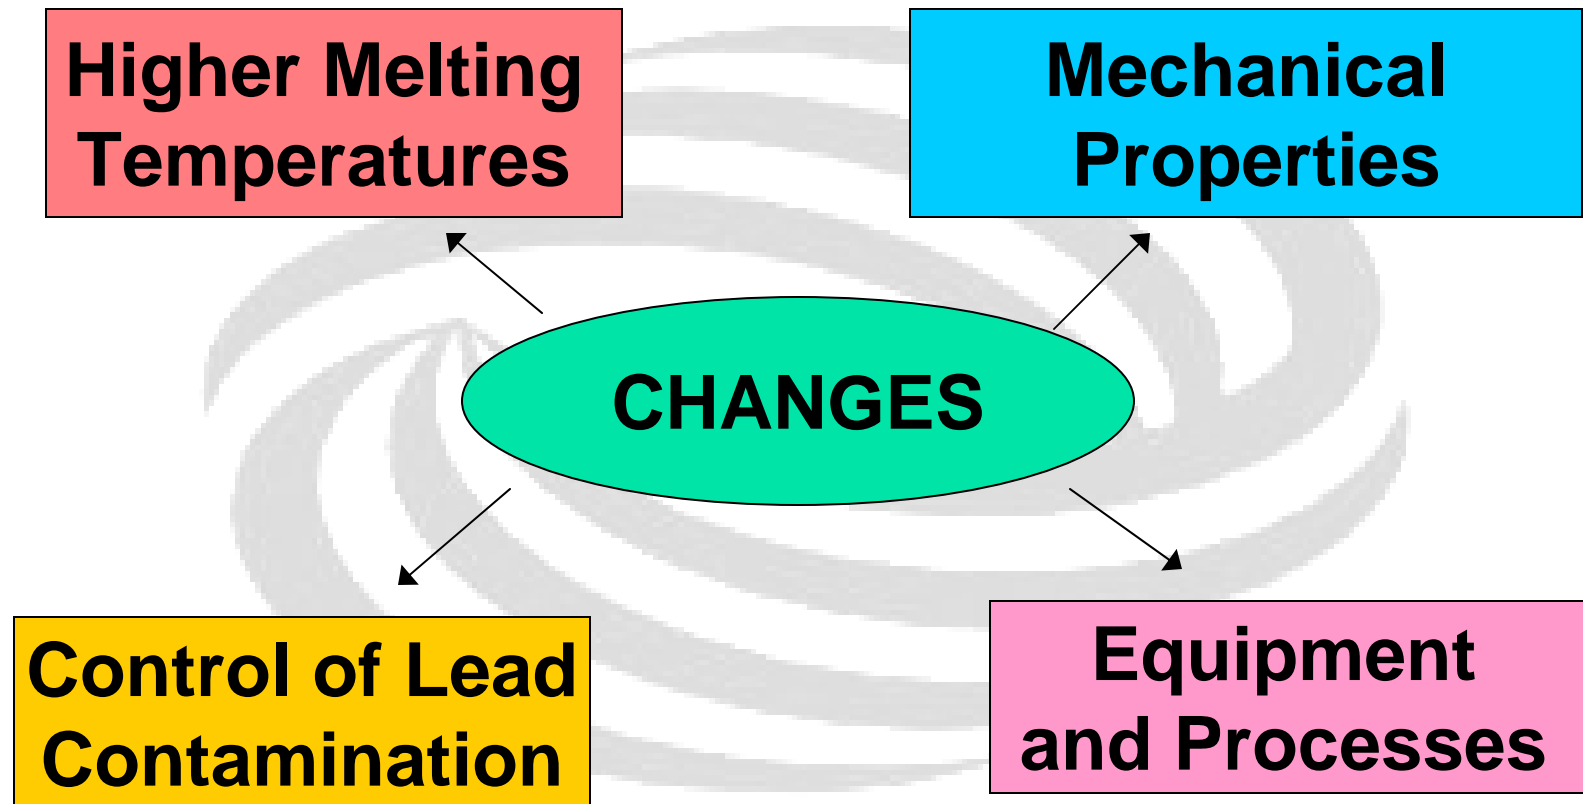 Higher Melting
Temperatures
Mechanical
Properties
CHANGES
Control of Lead
Contamination
Equipment
and Processes